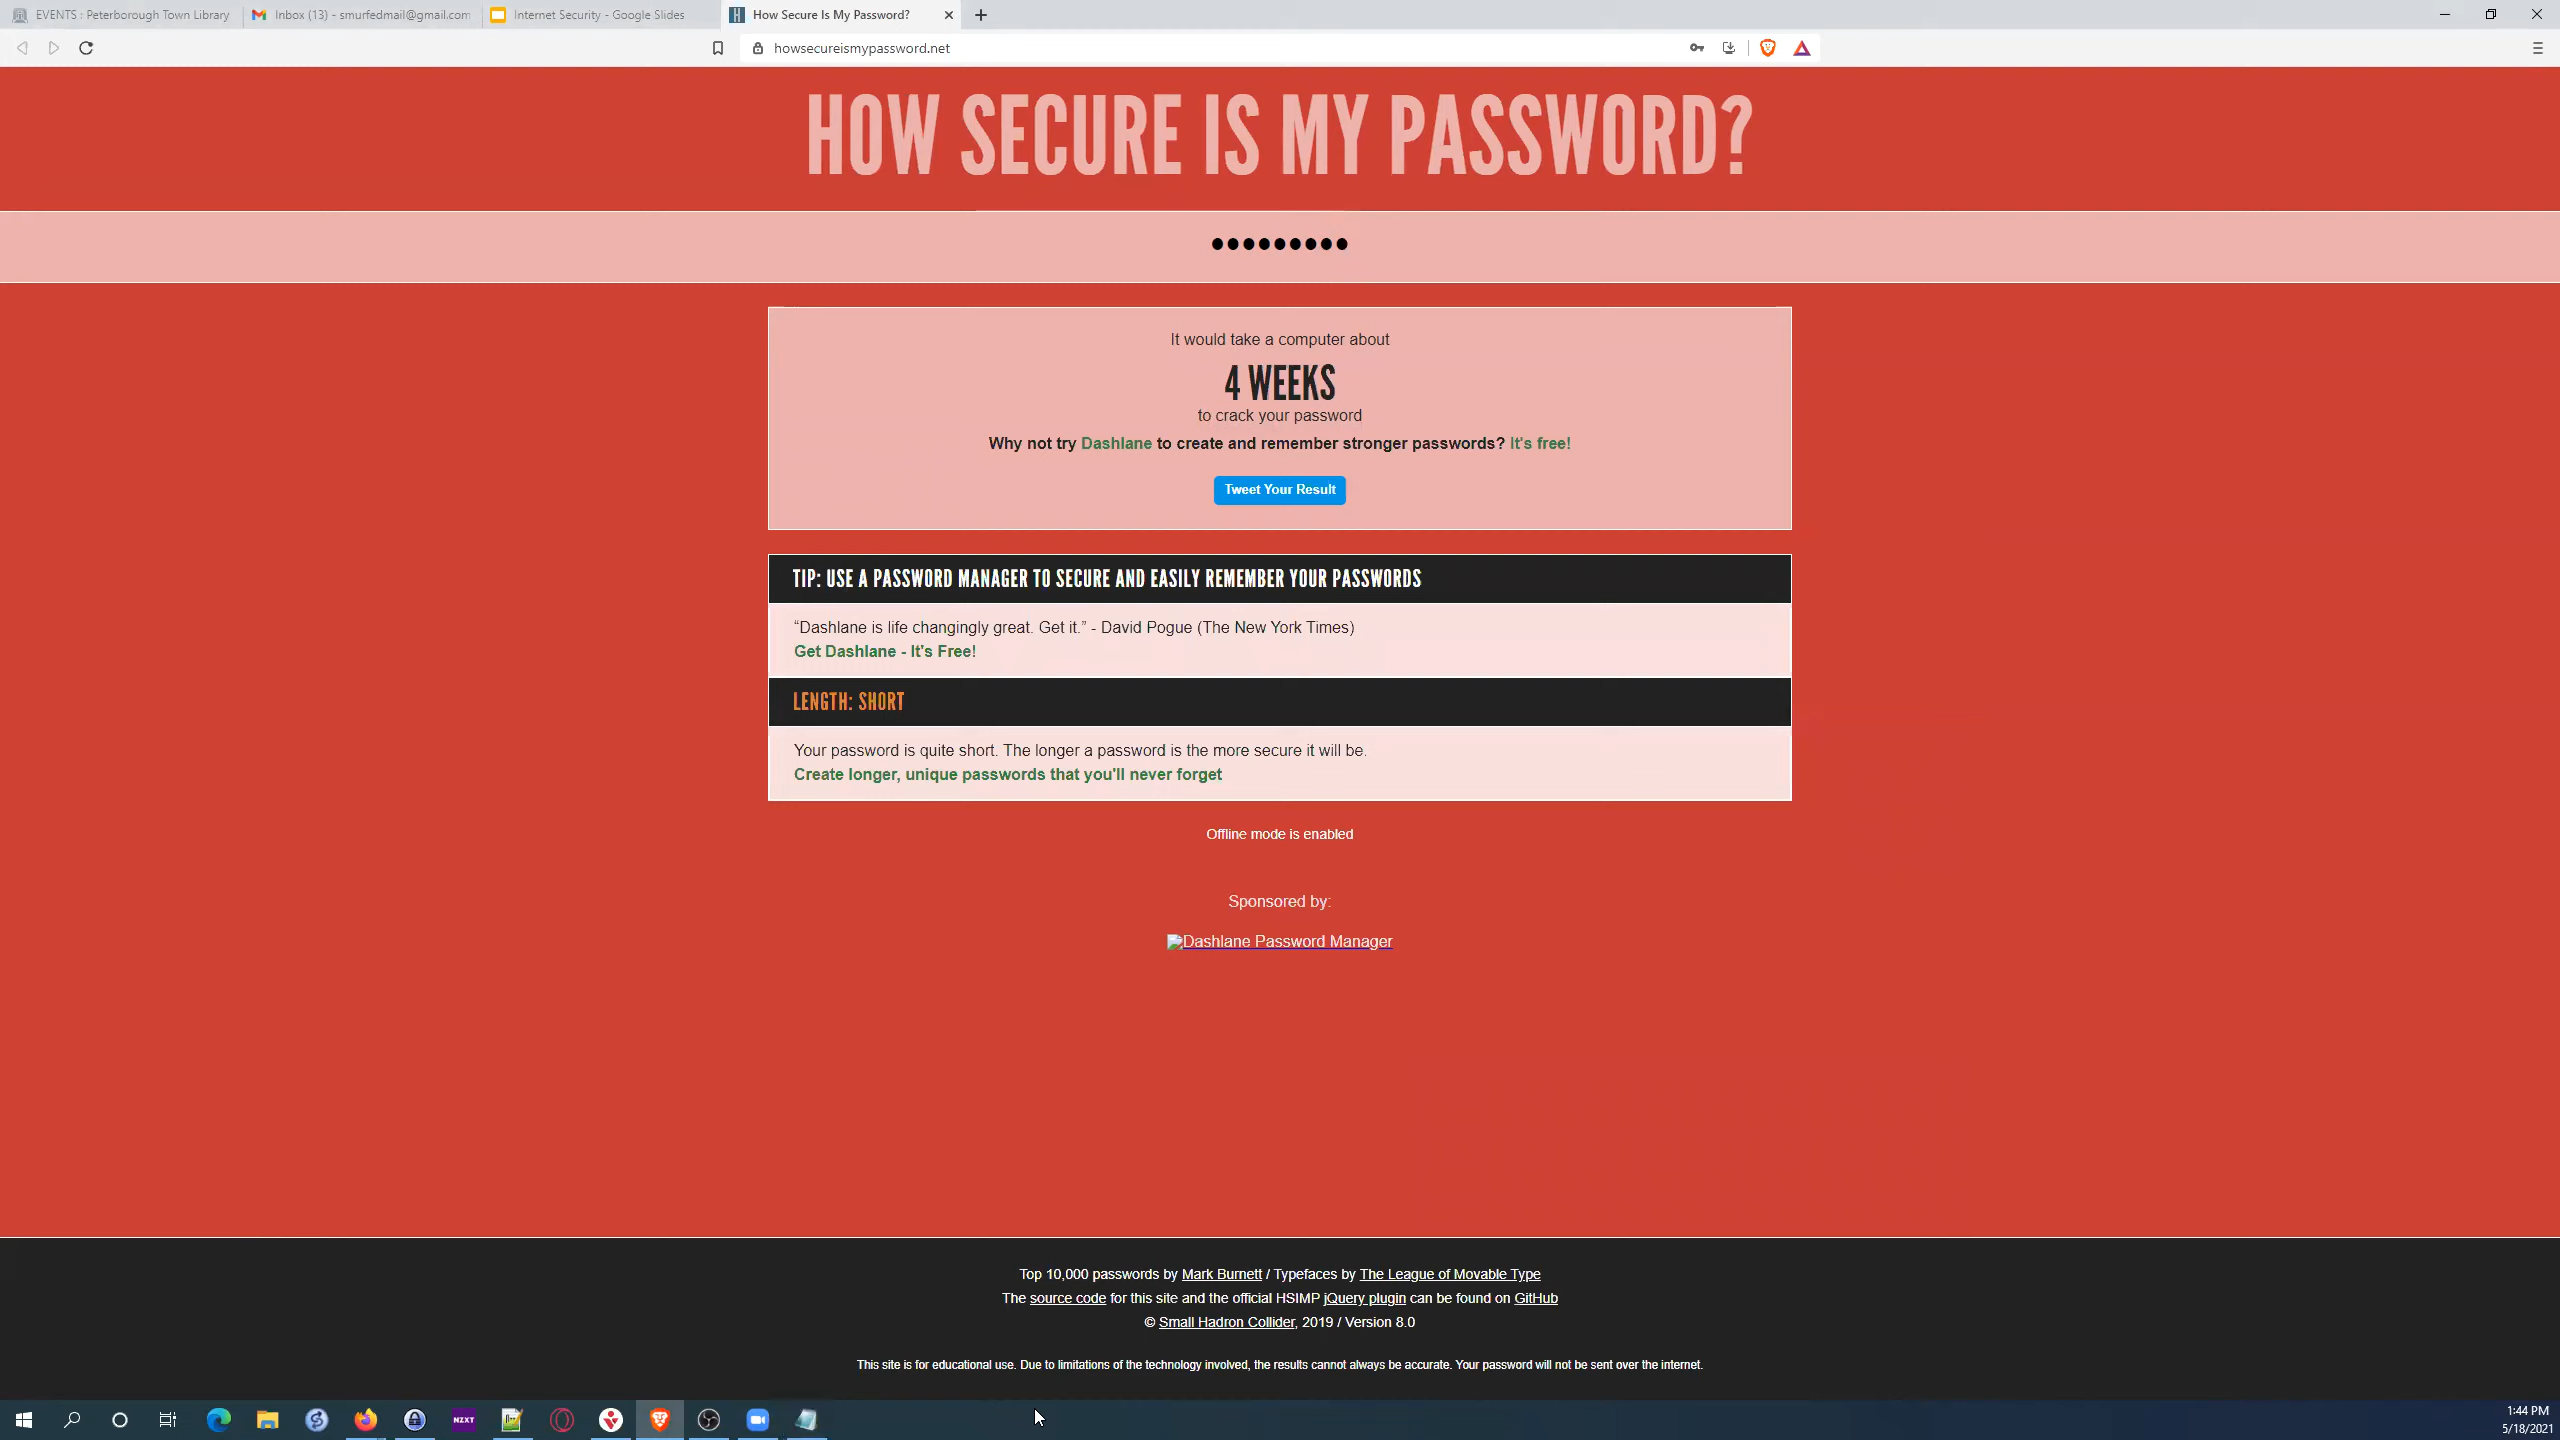 EVENTS : Peterborough Town Library
Inbox (13) - smurfedmail@gmail.com
Internet Security - Google Slides
How Secure Is My Password?
howsecureismypassword.net
HOW SECURE IS MY PASSWORD?
•••••••••
It would take a computer about
4 WEEKS
to crack your password
Why not try Dashlane to create and remember stronger passwords? It's free!
Tweet Your Result
TIP: USE A PASSWORD MANAGER TO SECURE AND EASILY REMEMBER YOUR PASSWORDS
“Dashlane is life changingly great. Get it.” - David Pogue (The New York Times)
Get Dashlane - It's Free!
LENGTH: SHORT
Your password is quite short. The longer a password is the more secure it will be.
Create longer, unique passwords that you'll never forget
Offline mode is enabled
Sponsored by:
Dashlane Password Manager
Top 10,000 passwords by Mark Burnett / Typefaces by The League of Movable Type
The source code for this site and the official HSIMP jQuery plugin can be found on GitHub
© Small Hadron Collider, 2019 / Version 8.0
This site is for educational use. Due to limitations of the technology involved, the results cannot always be accurate. Your password will not be sent over the internet.
NZXT
1:44 PM
5/18/2021